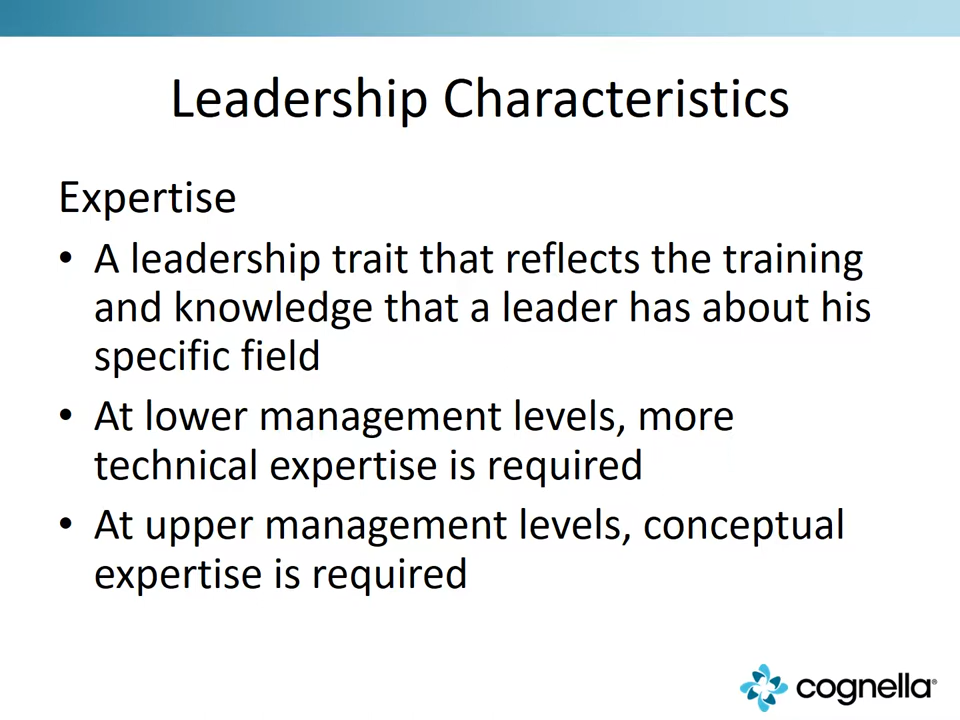 Leadership Characteristics
Expertise
• A leadership trait that reflects the training
and knowledge that a leader has about his
specific field
• At lower management levels, more
technical expertise is required
• At upper management levels, conceptual
expertise is required
cognella®